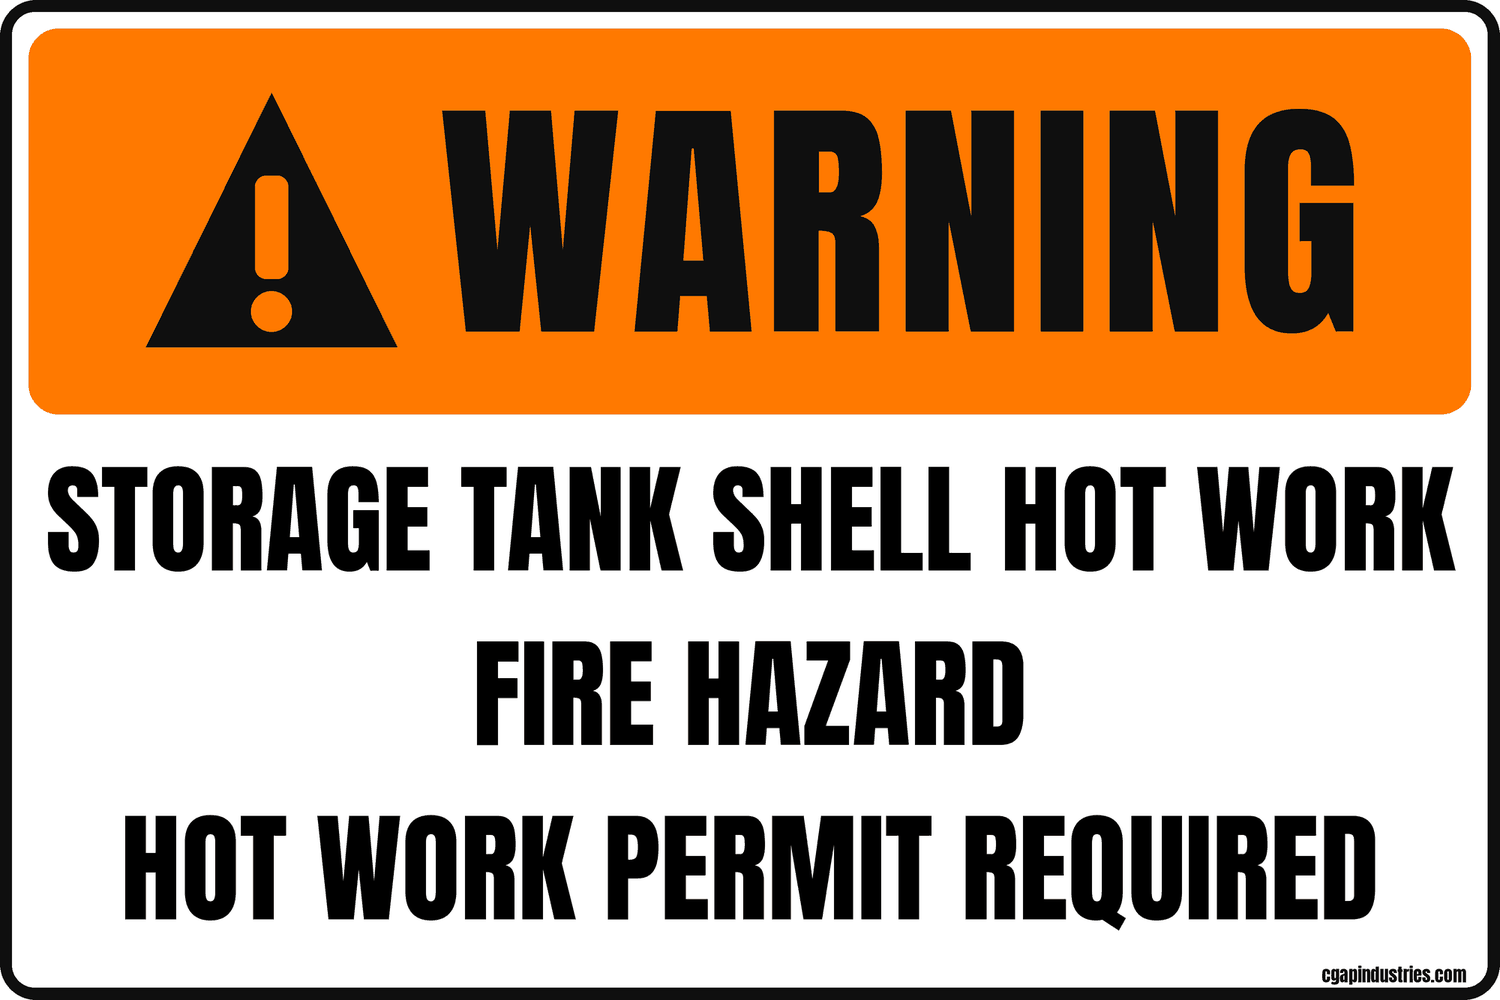 WARNING
STORAGE TANK SHELL HOT WORK
FIRE HAZARD
HOT WORK PERMIT REQUIRED
cgapindustries.com